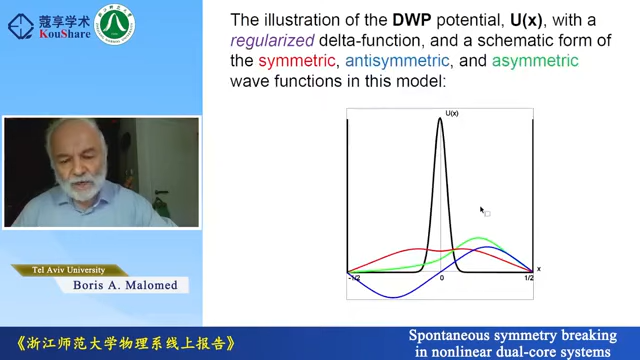 蔻享学术
KouShare
The illustration of the DWP potential, U(x), with a
regularized delta-function, and a schematic form of
the symmetric, antisymmetric, and asymmetric
wave functions in this model:
U(x)
x
-1/2
0
1/2
Tel Aviv University
Boris A. Malomed
《浙江师范大学物理系线上报告》
Spontaneous symmetry breaking
in nonlinear dual-core systems